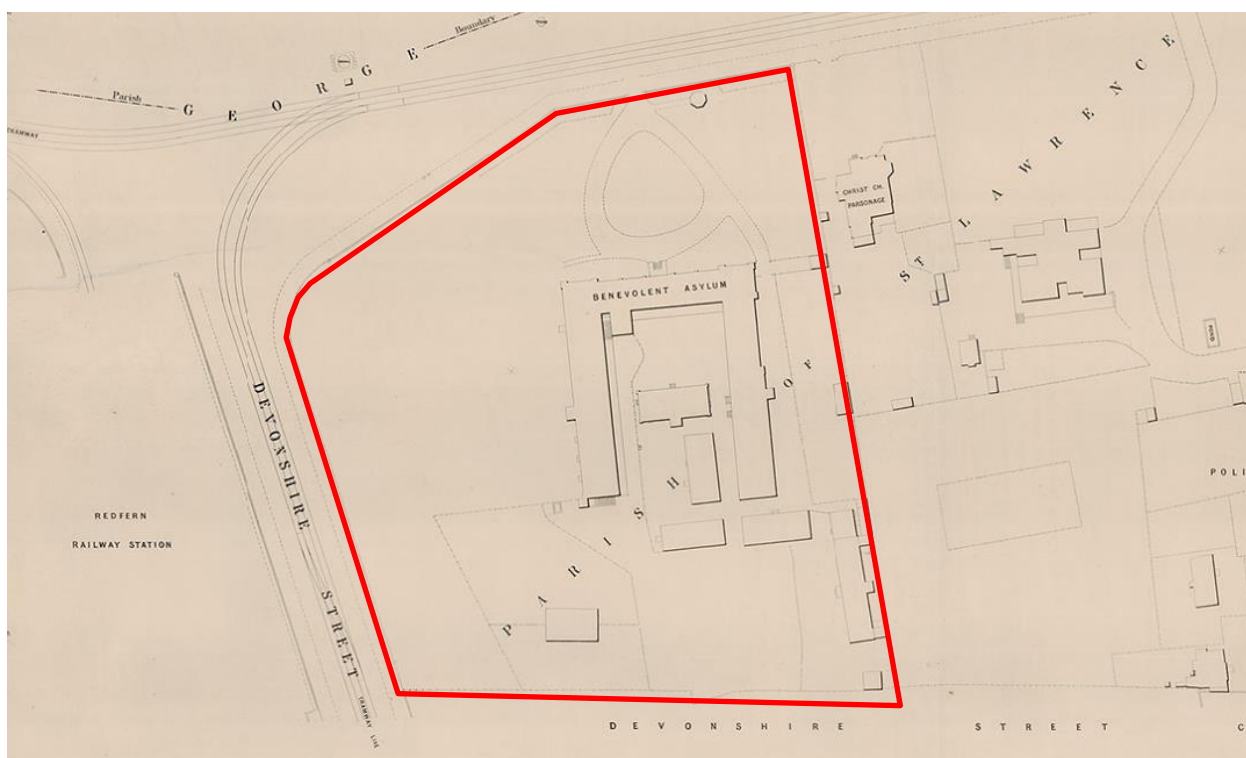 Boundary
Parish
GEORGE
TRAMWAY
LAWRENCE
CHRIST CH.
PARSONAGE
ST
BENEVOLENT ASYLUM
OF
DEVONSHIRE
STREET
TRAMWAY LINE
POND
POLI
REDFERN
RAILWAY STATION
PARISH
DEVONSHIRE STREET C